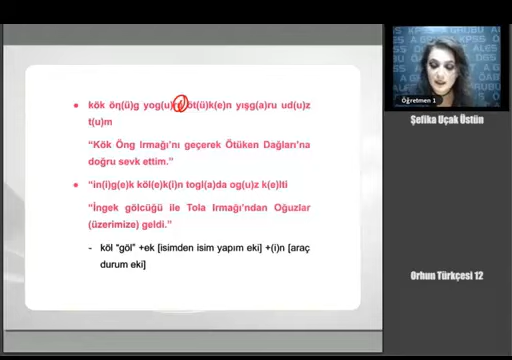 kök öŋ(ü)g yog(u)ru öt(ü)k(e)n yışg(a)ru ud(u)z
t(u)m
“Kök Öng Irmağı’nı geçerek Ötüken Dağları’na
doğru sevk ettim.”
“in(i)g(e)k köl(e)k(i)n togl(a)da og(u)z k(e)lti
“İngek gölcüğü ile Tola Irmağı’ndan Oğuzlar
(üzerimize) geldi.”
- köl “göl” +ek [isimden isim yapım eki] +(i)n [araç
durum eki]
Öğretmen 1
Şefika Uçak Üstün
Orhun Türkçesi 12